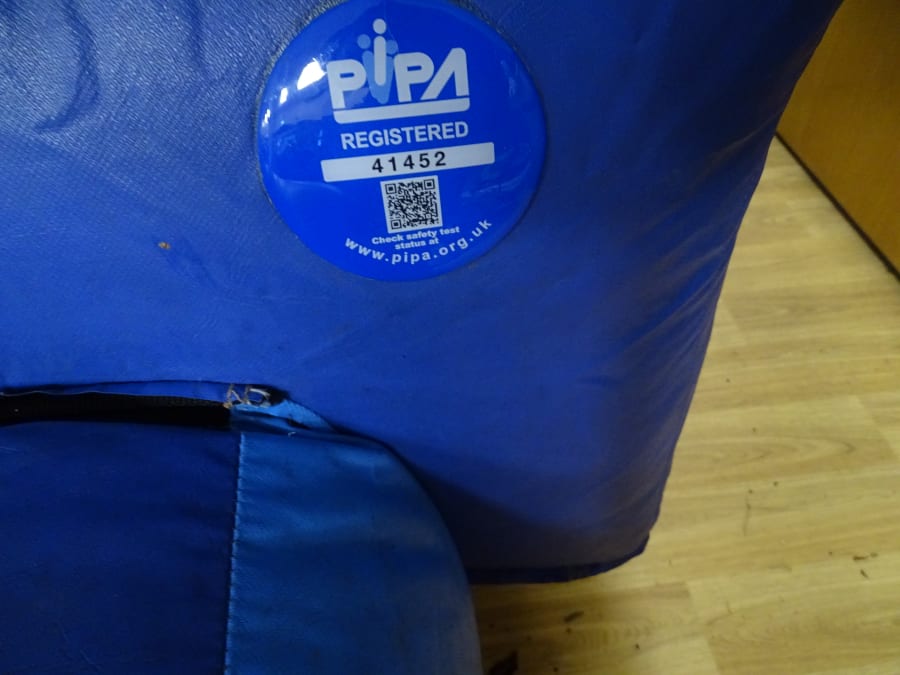 PIPA
REGISTERED
41452
Check safety test
status at
www.pipa.org.uk